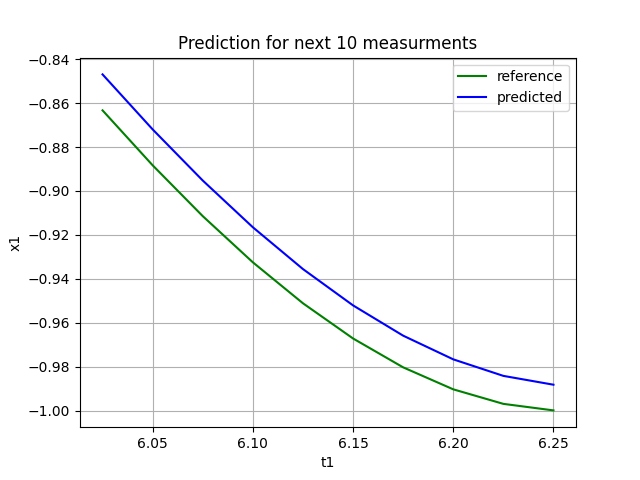 Prediction for next 10 measurments
reference
predicted
−0.84
−0.86
−0.88
−0.90
−0.92
−0.94
−0.96
−0.98
−1.00
x1
6.05 6.10 6.15 6.20 6.25
t1